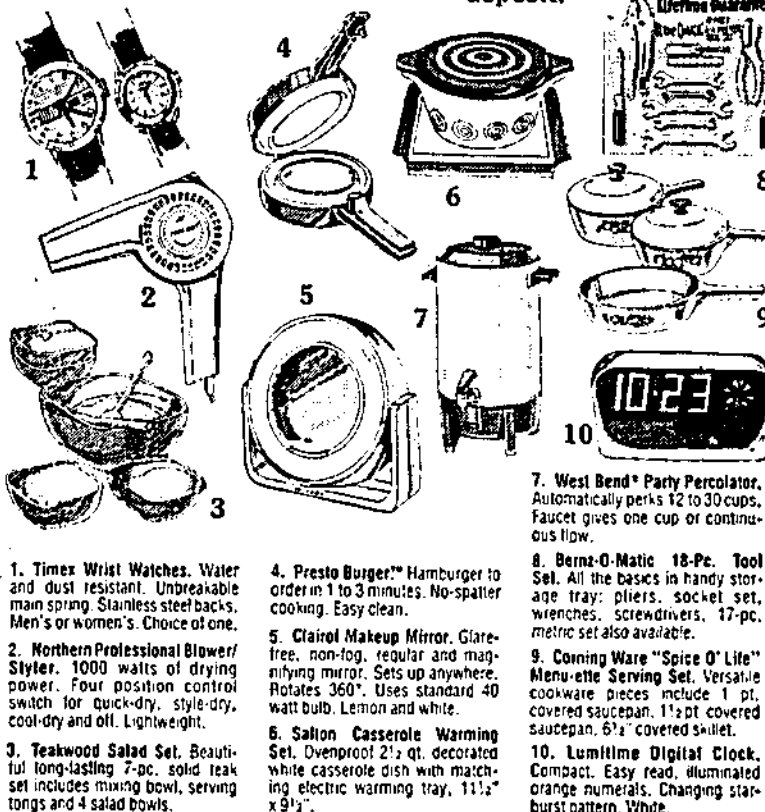 deposit.
Lifetime Guarantee
1
2
3
4
5
6
7
8
9
10
10:23
1. Timex Wrist Watches. Water
and dust resistant. Unbreakable
main spring. Stainless steel backs.
Men's or women's. Choice of one.
2. Northern Professional Blower/
Styler. 1000 watts of drying
power. Four position control
switch for quick-dry, style-dry,
cool-dry and off. Lightweight.
3. Teakwood Salad Set. Beauti-
ful long-lasting 7-pc. solid teak
set includes mixing bowl, serving
tongs and 4 salad bowls.
4. Presto Burger.™ Hamburger to
order in 1 to 3 minutes. No-spatter
cooking. Easy clean.
5. Clairol Makeup Mirror. Glare-
free, non-fog, regular and mag-
nifying mirror. Sets up anywhere.
Rotates 360°. Uses standard 40
watt bulb. Lemon and white.
6. Salton Casserole Warming
Set. Ovenproof 2½ qt. decorated
white casserole dish with match-
ing electric warming tray, 11½"
x 9½".
7. West Bend* Party Percolator.
Automatically perks 12 to 30 cups.
Faucet gives one cup or continu-
ous flow.
8. Bernz-O-Matic 18-Pc. Tool
Set. All the basics in handy stor-
age tray: pliers, socket set,
wrenches, screwdrivers, 17-pc.
metric set also available.
9. Corning Ware "Spice O' Life"
Menu-ette Serving Set. Versatile
cookware pieces include 1 pt.
covered saucepan, 1½ pt. covered
saucepan, 6½" covered skillet.
10. Lumitime Digital Clock.
Compact. Easy read, illuminated
orange numerals. Changing star-
burst pattern. White.